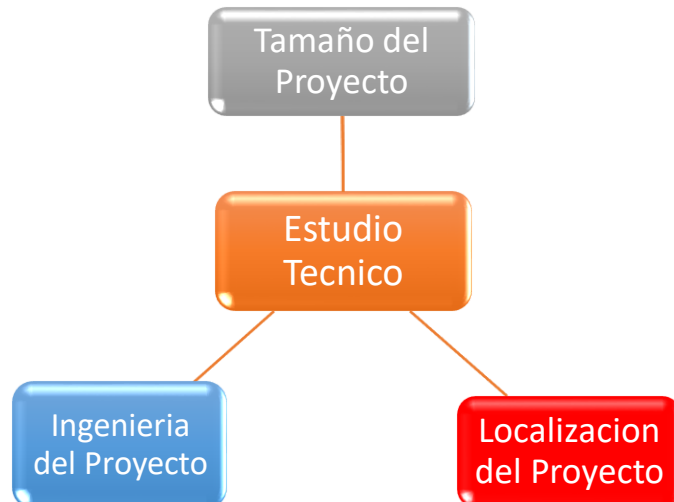 Tamaño del
Proyecto
Estudio
Tecnico
Ingenieria
del Proyecto
Localizacion
del Proyecto